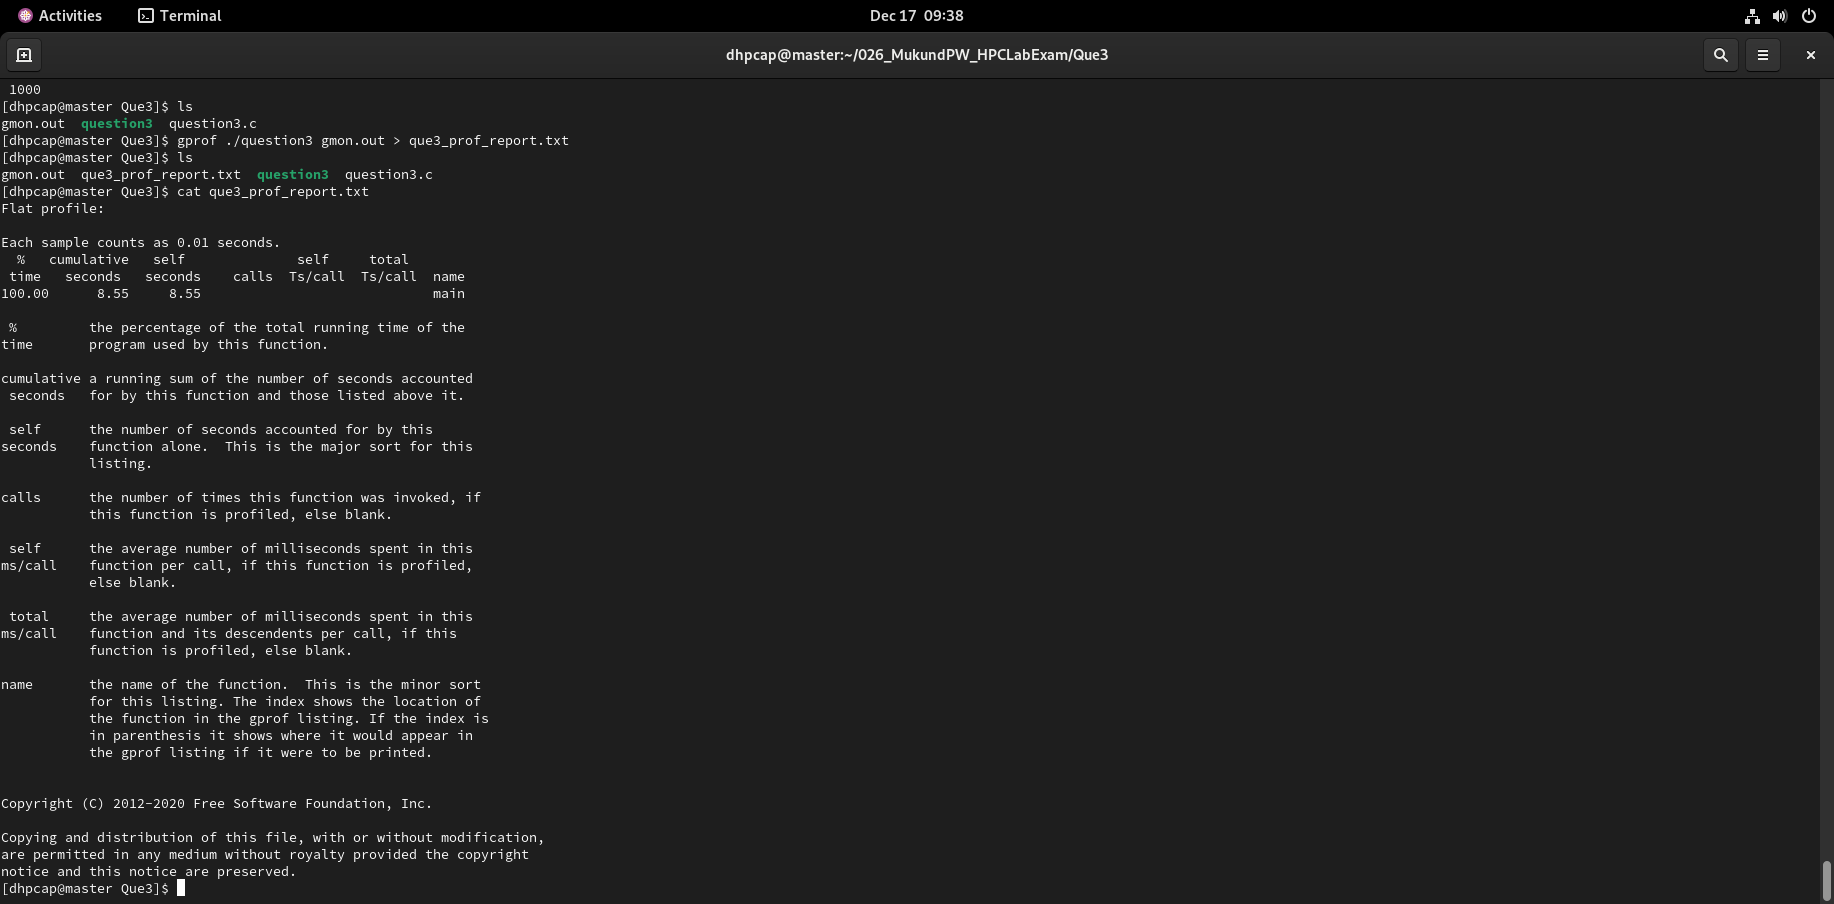 Activities Terminal Dec 17 09:38
dhpcap@master:~/026_MukundPW_HPCLabExam/Que3
 1000
[dhpcap@master Que3]$ ls
gmon.out  question3  question3.c
[dhpcap@master Que3]$ gprof ./question3 gmon.out > que3_prof_report.txt
[dhpcap@master Que3]$ ls
gmon.out  que3_prof_report.txt  question3  question3.c
[dhpcap@master Que3]$ cat que3_prof_report.txt
Flat profile:

Each sample counts as 0.01 seconds.
  %   cumulative   self              self     total
 time   seconds   seconds    calls  Ts/call  Ts/call  name
100.00      8.55     8.55                             main

 %         the percentage of the total running time of the
time       program used by this function.

cumulative a running sum of the number of seconds accounted
 seconds   for by this function and those listed above it.

 self      the number of seconds accounted for by this
seconds    function alone.  This is the major sort for this
           listing.

calls      the number of times this function was invoked, if
           this function is profiled, else blank.

 self      the average number of milliseconds spent in this
ms/call    function per call, if this function is profiled,
           else blank.

 total     the average number of milliseconds spent in this
ms/call    function and its descendents per call, if this
           function is profiled, else blank.

name       the name of the function.  This is the minor sort
           for this listing. The index shows the location of
           the function in the gprof listing. If the index is
           in parenthesis it shows where it would appear in
           the gprof listing if it were to be printed.

Copyright (C) 2012-2020 Free Software Foundation, Inc.

Copying and distribution of this file, with or without modification,
are permitted in any medium without royalty provided the copyright
notice and this notice are preserved.
[dhpcap@master Que3]$